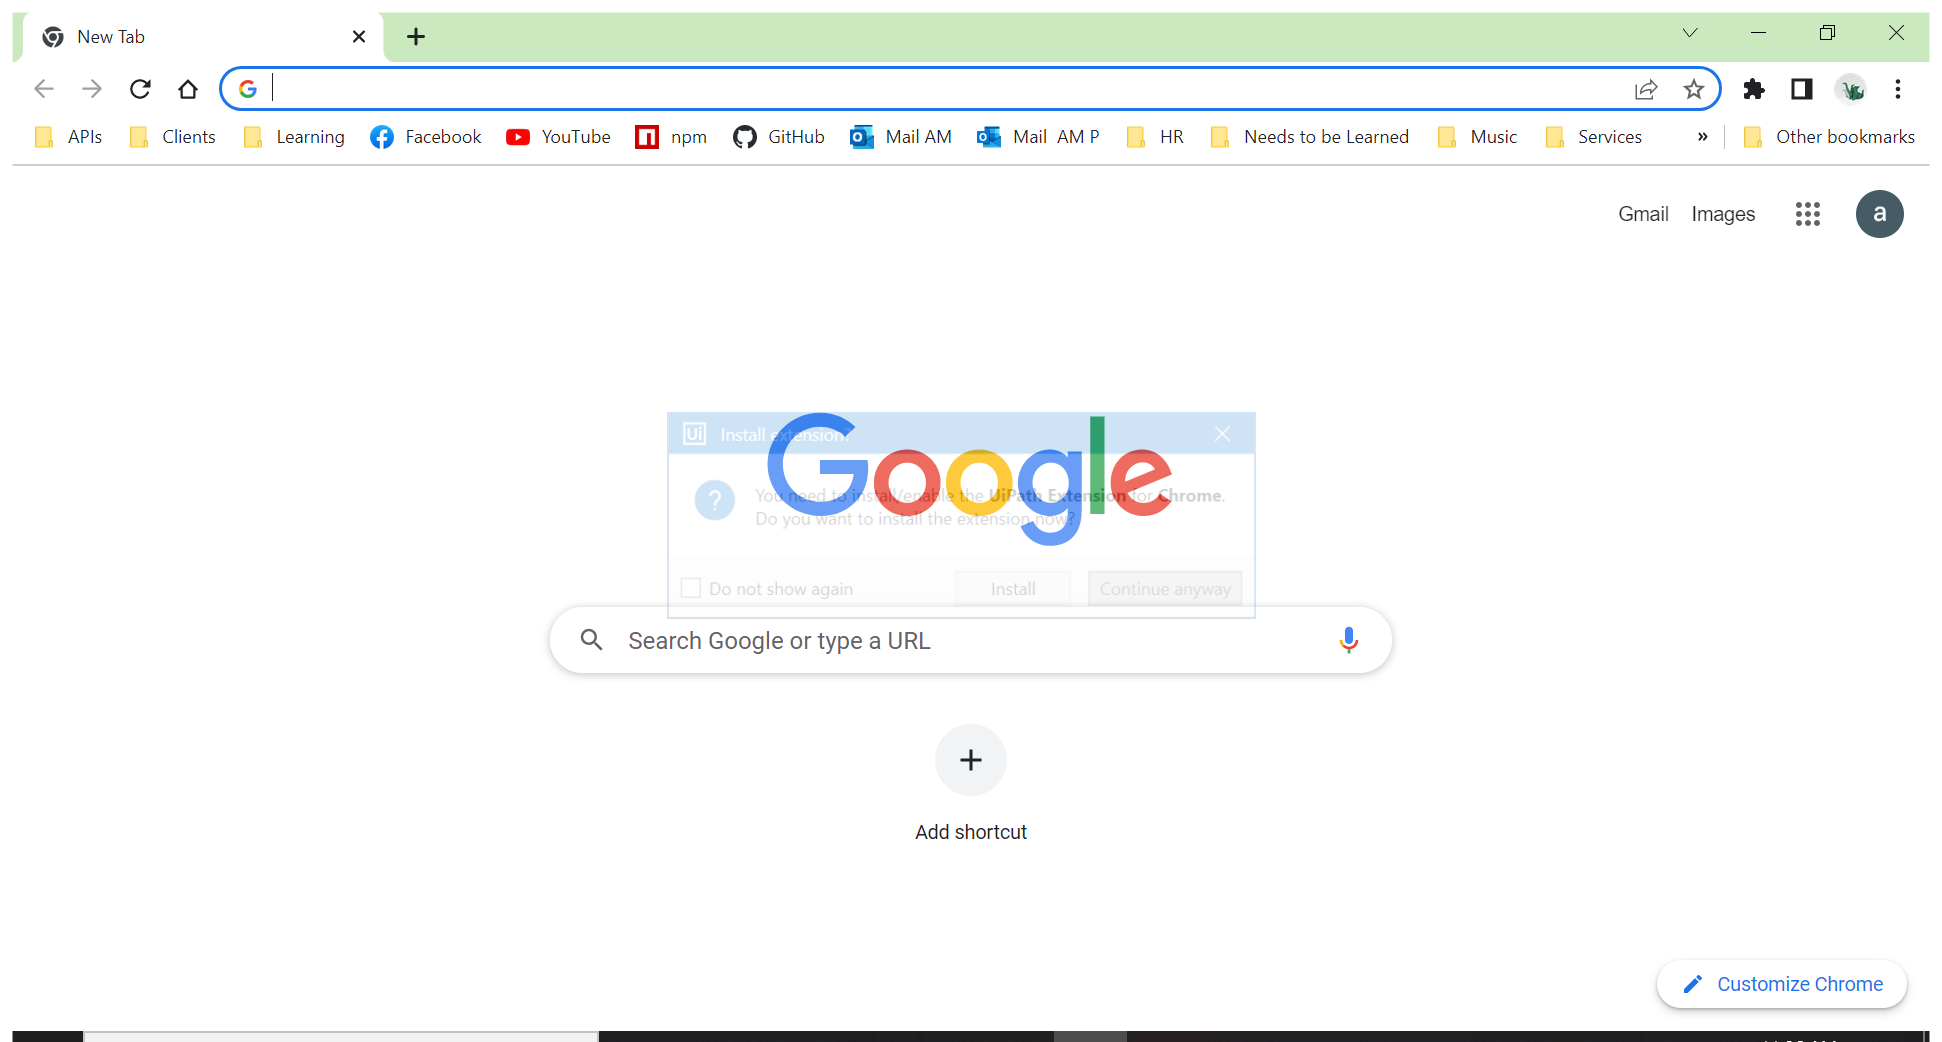 New Tab
APIs Clients Learning Facebook YouTube npm GitHub Mail AM Mail AM P HR Needs to be Learned Music Services » Other bookmarks
Gmail Images a
Ui Install extension?
Google
? You need to install/enable the UiPath Extension for Chrome.
Do you want to install the extension now?
Do not show again Install Continue anyway
Search Google or type a URL
Add shortcut
Customize Chrome